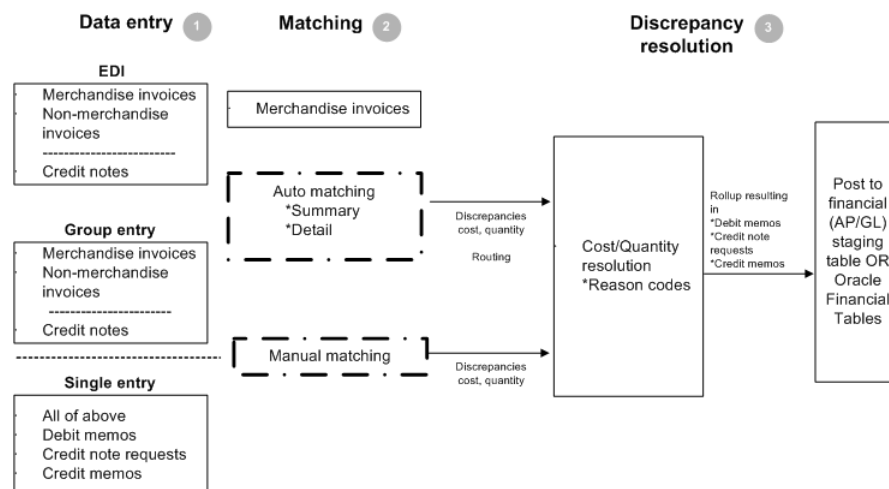 Data entry 1
Matching 2
Discrepancy
resolution 3
EDI
Merchandise invoices
Non-merchandise
invoices
-------------------------
Credit notes
Merchandise invoices
Auto matching
*Summary
*Detail
Discrepancies
cost, quantity
Routing
Group entry
Merchandise invoices
Non-merchandise
invoices
-----------------------
Credit notes
Manual matching
Discrepancies
cost, quantity
Single entry
All of above
Debit memos
Credit note requests
Credit memos
Cost/Quantity
resolution
*Reason codes
Rollup resulting
in
*Debit memos
*Credit note
requests
*Credit memos
Post to
financial
(AP/GL)
staging
table OR
Oracle
Financial
Tables